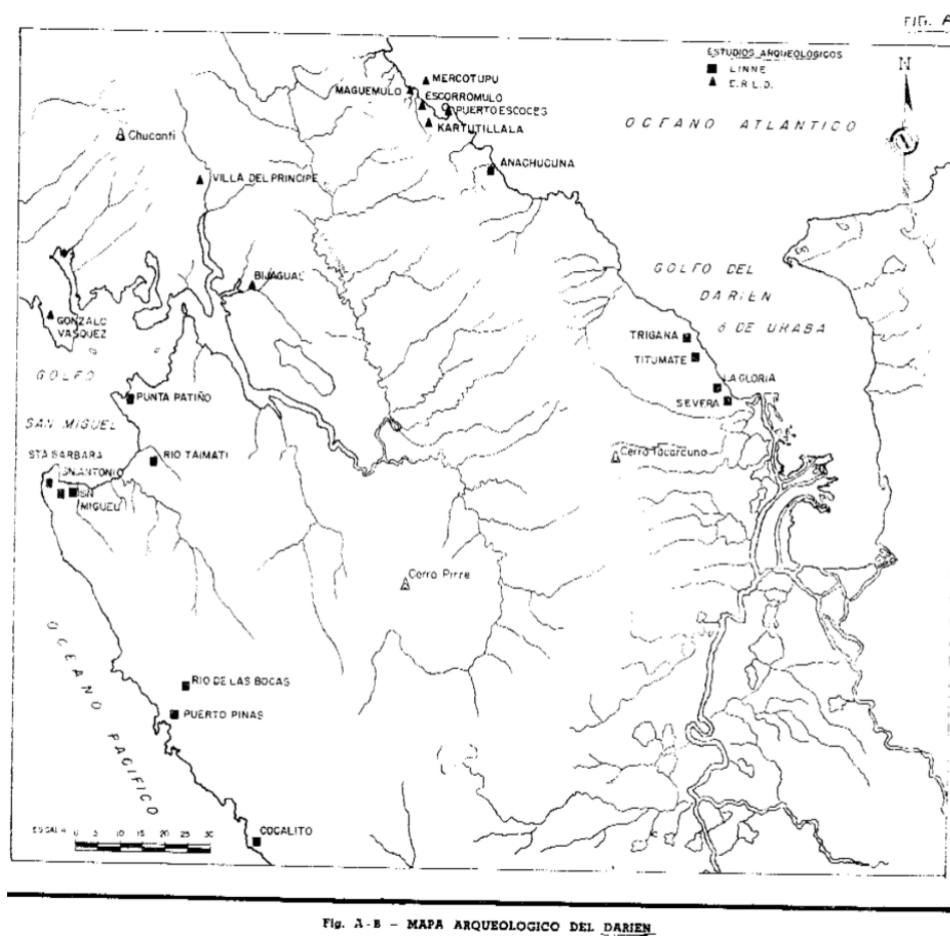 FIG. A
ESTUDIOS ARQUEOLÓGICOS
LINNE
E.R.L.D.
N
MERCOTUPU
MAGUEMULO
ESCORROMULO
PUERTO ESCOCES
KARTUTILLALA
OCEANO ATLANTICO
Chucanti
ANACHUCUNA
VILLA DEL PRINCIPE
BIJAGUAL
GOLFO DEL
DARIEN
ó DE URABA
GONZALO
VASQUEZ
TRIGANA
TITUMATE
GOLFO
LA GLORIA
PUNTA PATIÑO
SEVERA
SAN MIGUEL
STA BARBARA
RIO TAIMATI
Cerro Tacarcuno
SN ANTONIO
SN
MIGUEL
Cerro Pirre
OCEANO PACIFICO
RIO DE LAS BOCAS
PUERTO PINAS
COCALITO
ESCALA 0 5 10 15 20 25 30
Fig. A-B - MAPA ARQUEOLOGICO DEL DARIEN